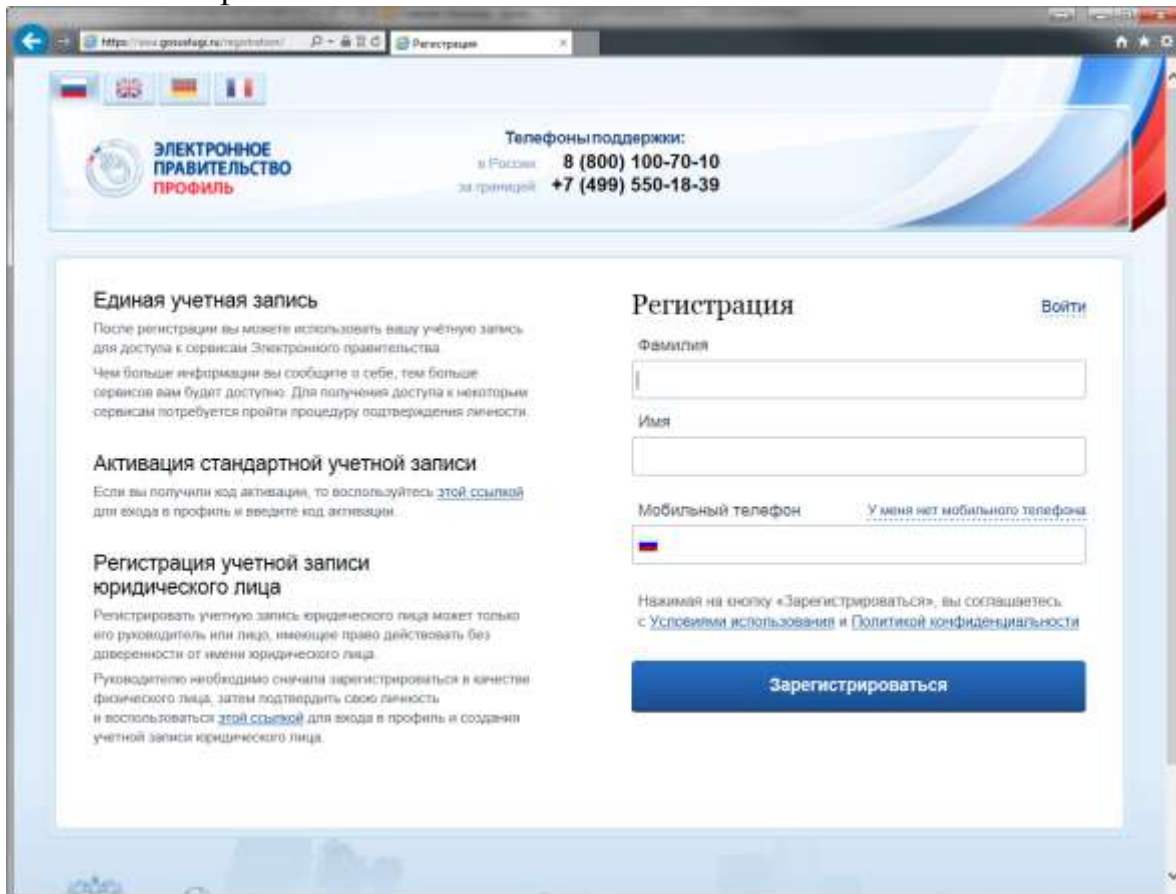 Регистрация
ЭЛЕКТРОННОЕ
ПРАВИТЕЛЬСТВО
ПРОФИЛЬ
Телефоны поддержки:
в России 8 (800) 100-70-10
за границей +7 (499) 550-18-39
Единая учетная запись
После регистрации вы можете использовать вашу учётную запись
для доступа к сервисам Электронного правительства.
Чем больше информации вы сообщите о себе, тем больше
сервисов вам будет доступно. Для получения доступа к некоторым
сервисам потребуется пройти процедуру подтверждения личности.
Активация стандартной учетной записи
Если вы получили код активации, то воспользуйтесь этой ссылкой
для входа в профиль и введите код активации.
Регистрация учетной записи
юридического лица
Регистрировать учетную запись юридического лица может только
его руководитель или лицо, имеющее право действовать без
доверенности от имени юридического лица.
Руководителю необходимо сначала зарегистрироваться в качестве
физического лица, затем подтвердить свою личность
и воспользоваться этой ссылкой для входа в профиль и создания
учетной записи юридического лица.
Регистрация
Войти
Фамилия
Имя
Мобильный телефон У меня нет мобильного телефона
Нажимая на кнопку «Зарегистрироваться», вы соглашаетесь
с Условиями использования и Политикой конфиденциальности
Зарегистрироваться